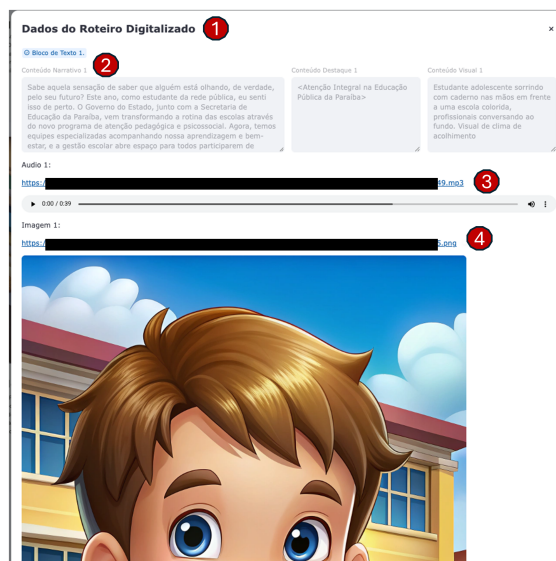 Dados do Roteiro Digitalizado 1
×
Bloco de Texto 1.
Conteúdo Narrativo 1 2
Sabe aquela sensação de saber que alguém está olhando, de verdade,
pelo seu futuro? Este ano, como estudante da rede pública, eu senti
isso de perto. O Governo do Estado, junto com a Secretaria de
Educação da Paraíba, vem transformando a rotina das escolas através
do novo programa de atenção pedagógica e psicossocial. Agora, temos
equipes especializadas acompanhando nossa aprendizagem e bem-
estar, e a gestão escolar abre espaço para todos participarem de
Conteúdo Destaque 1
<Atenção Integral na Educação
Pública da Paraíba>
Conteúdo Visual 1
Estudante adolescente sorrindo
com caderno nas mãos em frente
a uma escola colorida,
profissionais conversando ao
fundo. Visual de clima de
acolhimento
Audio 1:
https:/ 49.mp3 3
0:00 / 0:39
Imagem 1:
https:/ .png 4